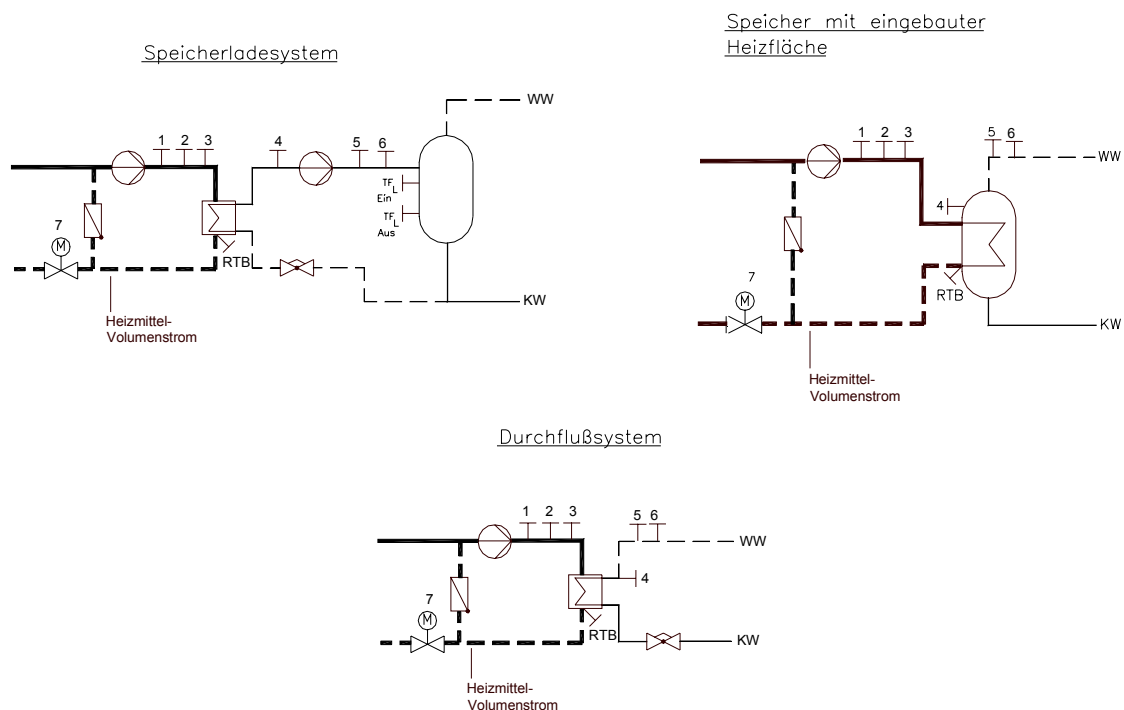 Speicherladesystem
WW
1 2 3
4
5 6
TF L
Ein
TF L
Aus
7
M
RTB
KW
Heizmittel-
Volumenstrom
Speicher mit eingebauter
Heizfläche
1 2 3
5 6
WW
4
RTB
7
M
KW
Heizmittel-
Volumenstrom
Durchflußsystem
1 2 3
5 6
WW
4
7
M
RTB
KW
Heizmittel-
Volumenstrom